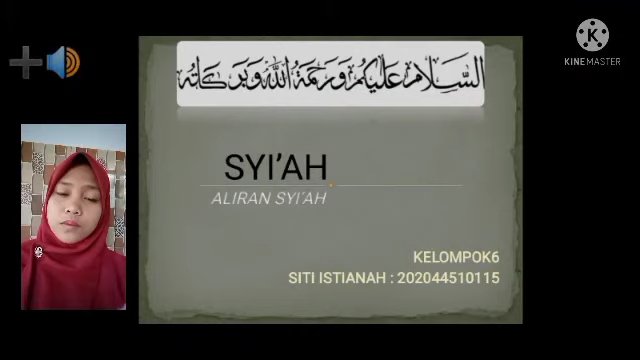 السلام عليكم ورحمة الله وبركاته
KINEMASTER
SYI’AH
ALIRAN SYI´AH
KELOMPOK6
SITI ISTIANAH : 202044510115